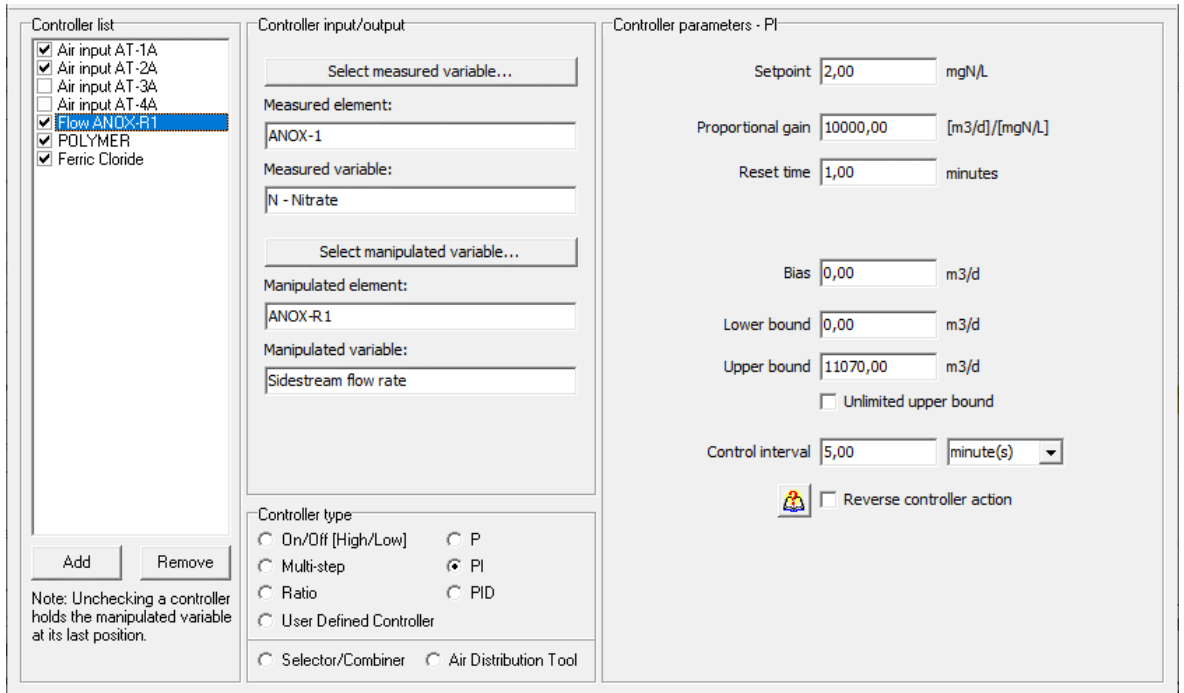 Controller list
Air input AT-1A
Air input AT-2A
Air input AT-3A
Air input AT-4A
Flow ANOX-R1
POLYMER
Ferric Cloride
Add
Remove
Note: Unchecking a controller
holds the manipulated variable
at its last position.
Controller input/output
Select measured variable...
Measured element:
ANOX-1
Measured variable:
N - Nitrate
Select manipulated variable...
Manipulated element:
ANOX-R1
Manipulated variable:
Sidestream flow rate
Controller type
On/Off [High/Low]
P
Multi-step
PI
Ratio
PID
User Defined Controller
Selector/Combiner
Air Distribution Tool
Controller parameters - PI
Setpoint 2,00 mgN/L
Proportional gain 10000,00 [m3/d]/[mgN/L]
Reset time 1,00 minutes
Bias 0,00 m3/d
Lower bound 0,00 m3/d
Upper bound 11070,00 m3/d
Unlimited upper bound
Control interval 5,00 minute(s)
Reverse controller action